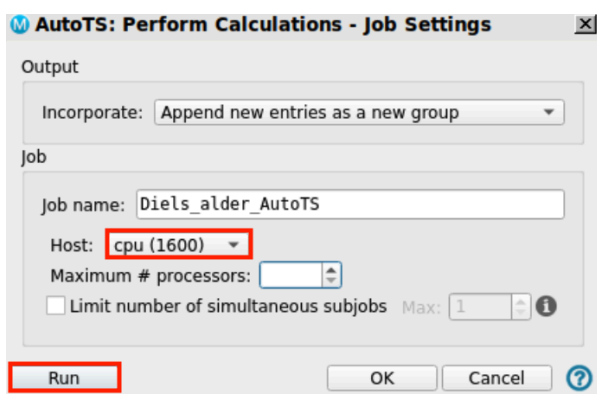 M AutoTS: Perform Calculations - Job Settings
Output
Incorporate: Append new entries as a new group
Job
Job name: Diels_alder_AutoTS
Host: cpu (1600)
Maximum # processors:
Limit number of simultaneous subjobs Max: 1 i
Run OK Cancel ?